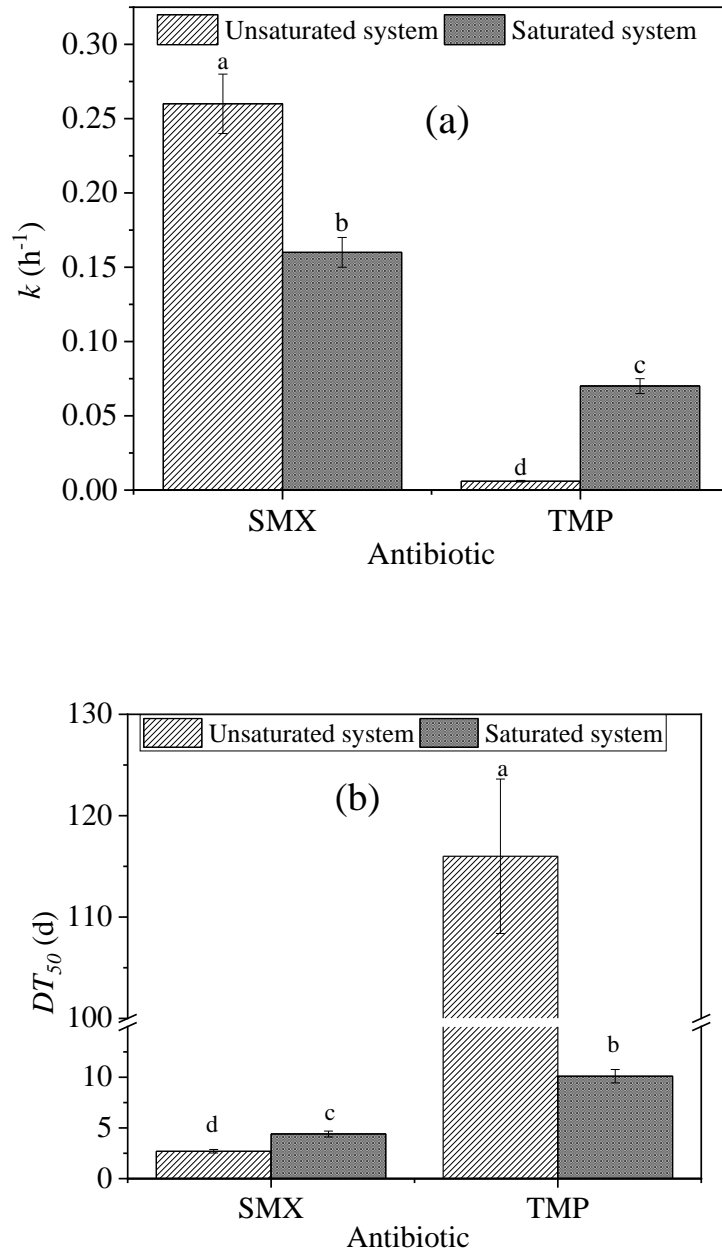 Unsaturated system Saturated system
0.30
a
(a)
0.25
0.20
b
k (h⁻¹)
0.15
0.10
c
0.05
d
0.00
SMX TMP
Antibiotic
130
Unsaturated system Saturated system
a
(b)
120
110
DT₅₀ (d)
100
b
10
d c
5
0
SMX TMP
Antibiotic